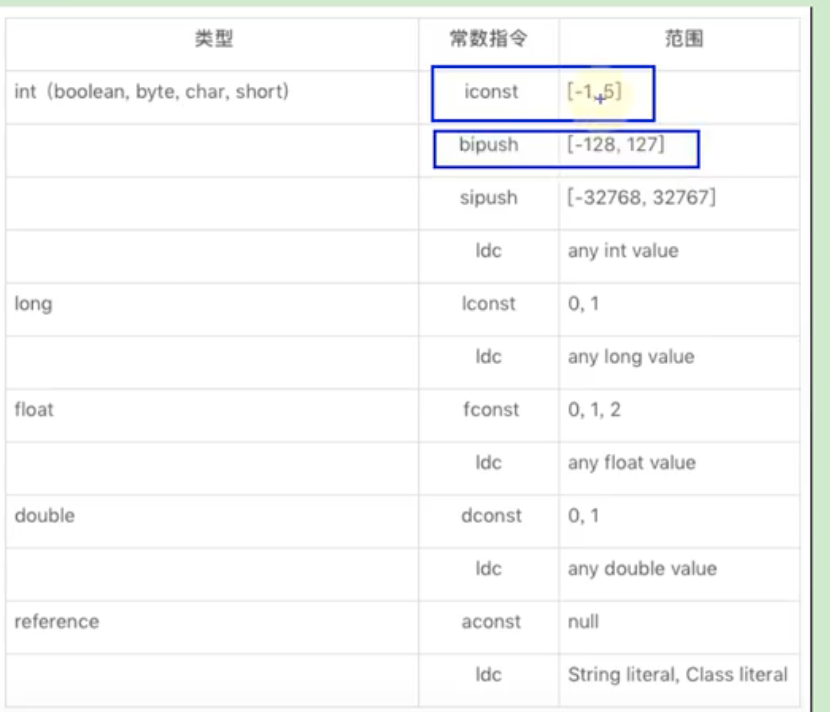 类型 常数指令 范围
int（boolean, byte, char, short） iconst [-1, 5]
bipush [-128, 127]
sipush [-32768, 32767]
ldc any int value
long lconst 0, 1
ldc any long value
float fconst 0, 1, 2
ldc any float value
double dconst 0, 1
ldc any double value
reference aconst null
ldc String literal, Class literal